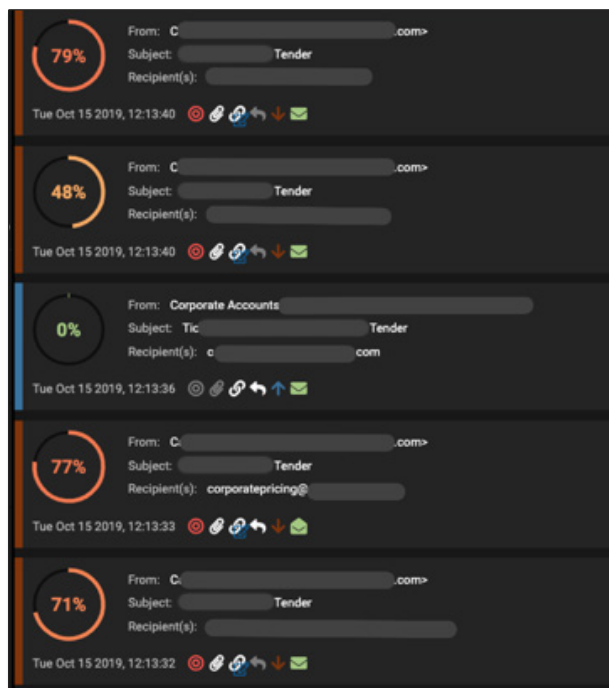 From: C .com>
79%
Subject: Tender
Recipient(s):
Tue Oct 15 2019, 12:13:40
From: C .com>
48%
Subject: Tender
Recipient(s):
Tue Oct 15 2019, 12:13:40
From: Corporate Accounts
0%
Subject: Tic Tender
Recipient(s): c com
Tue Oct 15 2019, 12:13:36
From: C .com>
77%
Subject: Tender
Recipient(s): corporatepricing@
Tue Oct 15 2019, 12:13:33
From: C .com>
71%
Subject: Tender
Recipient(s):
Tue Oct 15 2019, 12:13:32